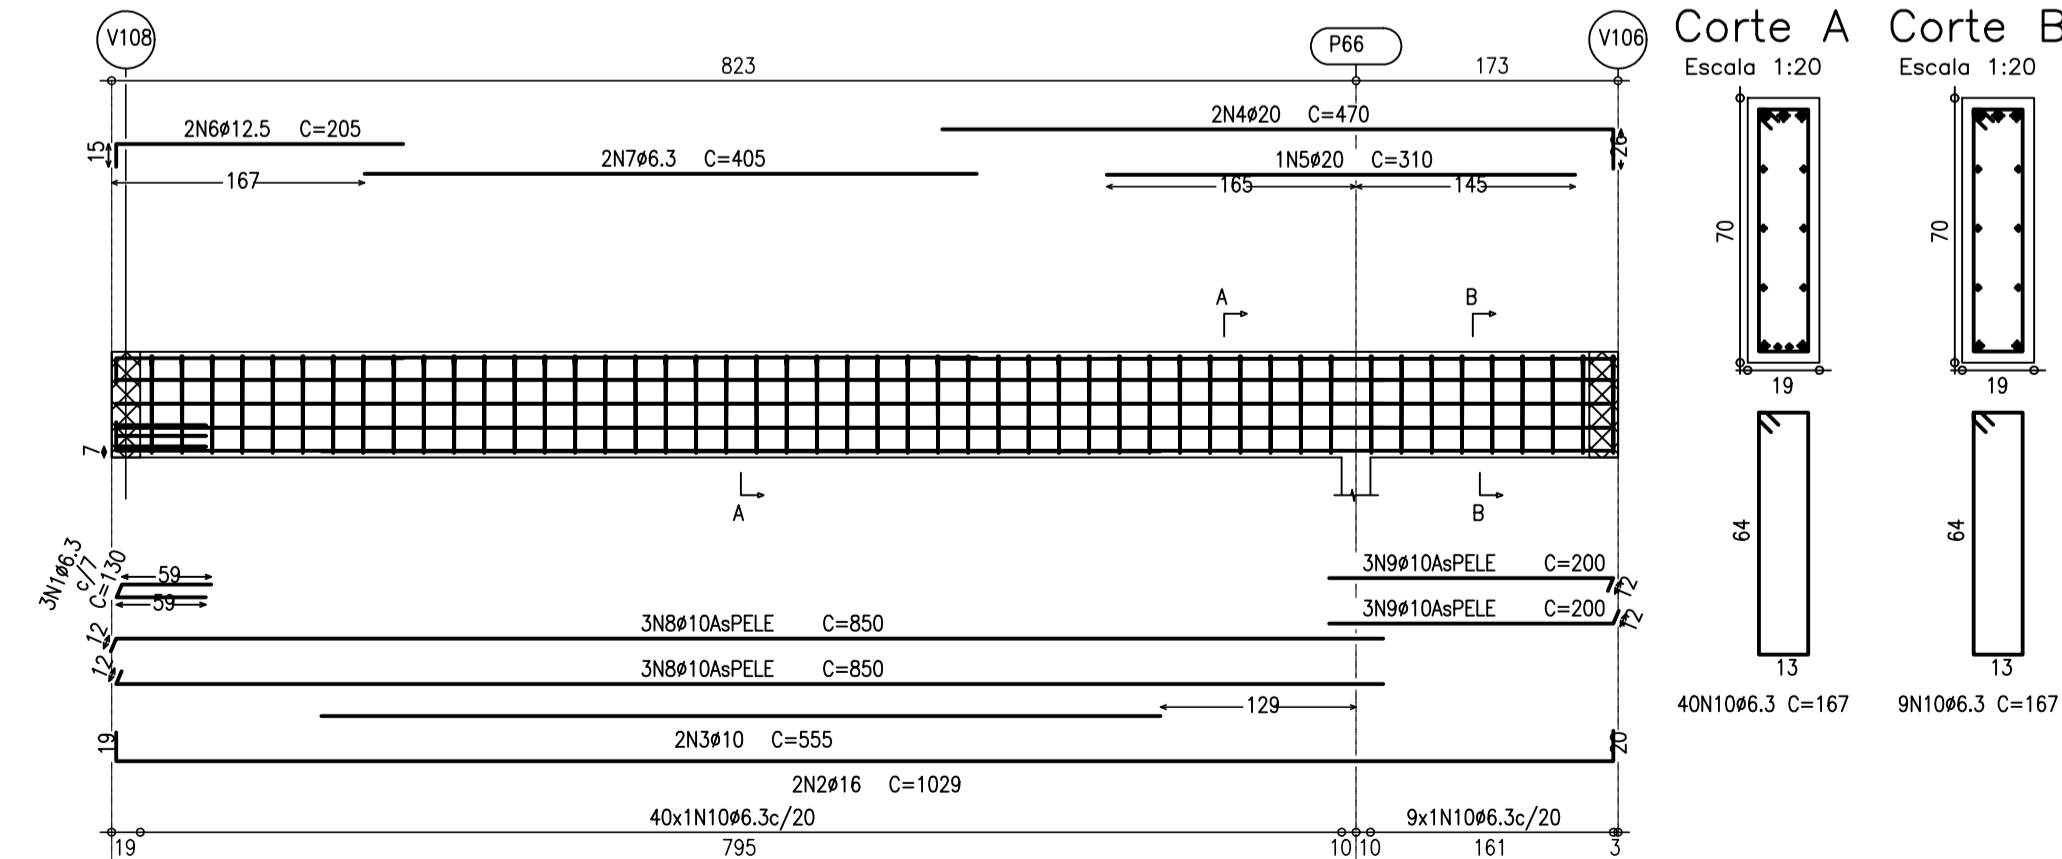 V108
P66
V106
Corte A
Corte B
Escala 1:20
Escala 1:20
823
173
2N4ø20 C=470
2N6ø12.5 C=205
15
26
2N7ø6.3 C=405
1N5ø20 C=310
167
165
145
70
70
A
B
19
19
7
A
B
3N1ø6.3
c/7
C=130
59
59
3N9ø10AsPELE C=200
12
3N9ø10AsPELE C=200
12
64
64
12
3N8ø10AsPELE C=850
12
3N8ø10AsPELE C=850
13
13
129
40N10ø6.3 C=167
9N10ø6.3 C=167
19
2N3ø10 C=555
20
2N2ø16 C=1029
40x1N10ø6.3c/20
9x1N10ø6.3c/20
19
795
10
10
161
3